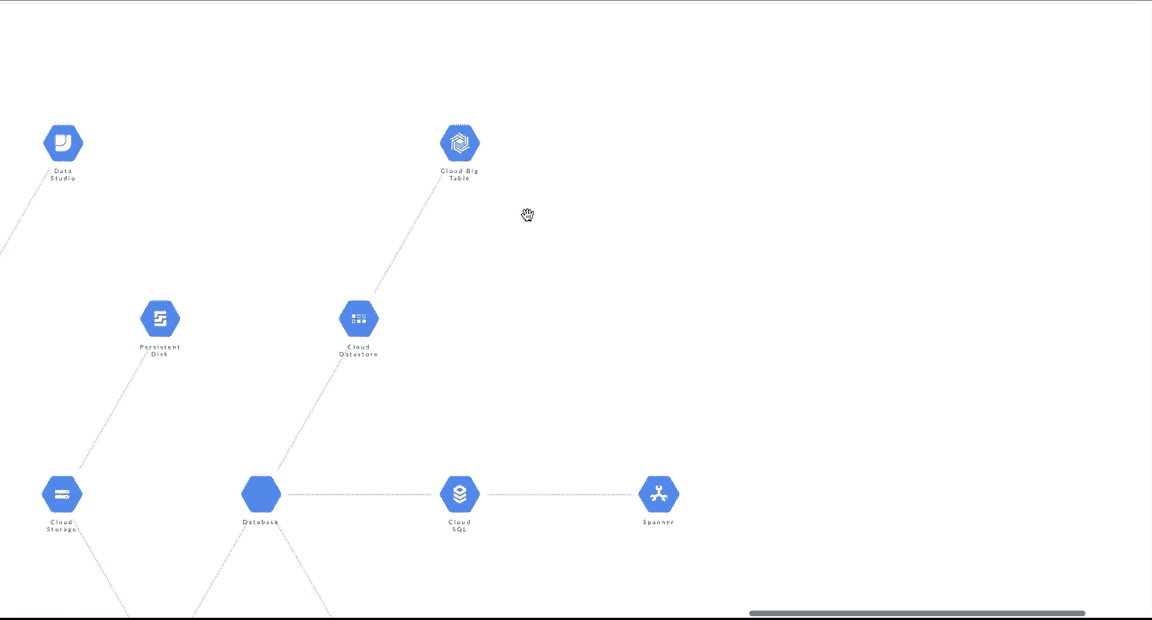 Data
Studio
Cloud Big
Table
Persistent
Disk
Cloud
Datastore
Cloud
Storage
Database
Cloud
SQL
Spanner